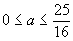 0 ≤ a ≤ 25/16